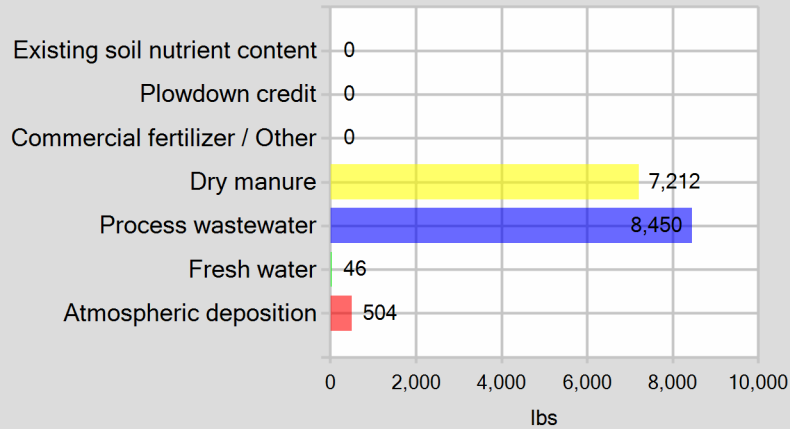 Existing soil nutrient content 0
Plowdown credit 0
Commercial fertilizer / Other 0
Dry manure 7,212
Process wastewater 8,450
Fresh water 46
Atmospheric deposition 504
0 2,000 4,000 6,000 8,000 10,000
lbs